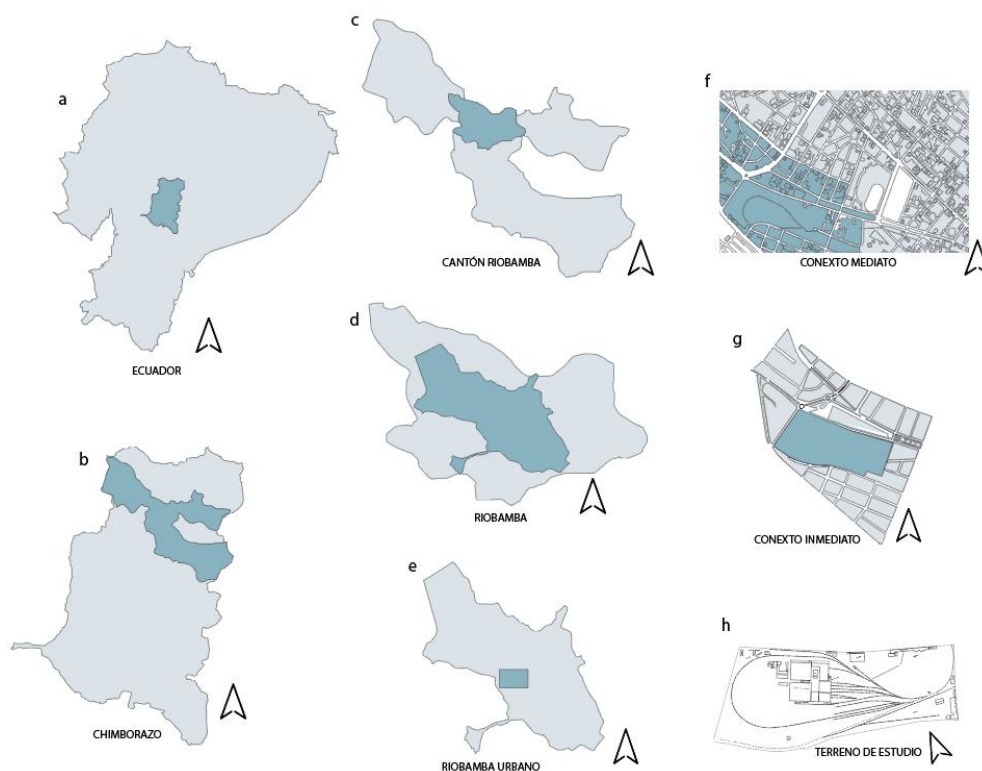 a
ECUADOR
b
CHIMBORAZO
c
CANTÓN RIOBAMBA
d
RIOBAMBA
e
RIOBAMBA URBANO
f
CONEXTO MEDIATO
g
CONEXTO INMEDIATO
h
TERRENO DE ESTUDIO